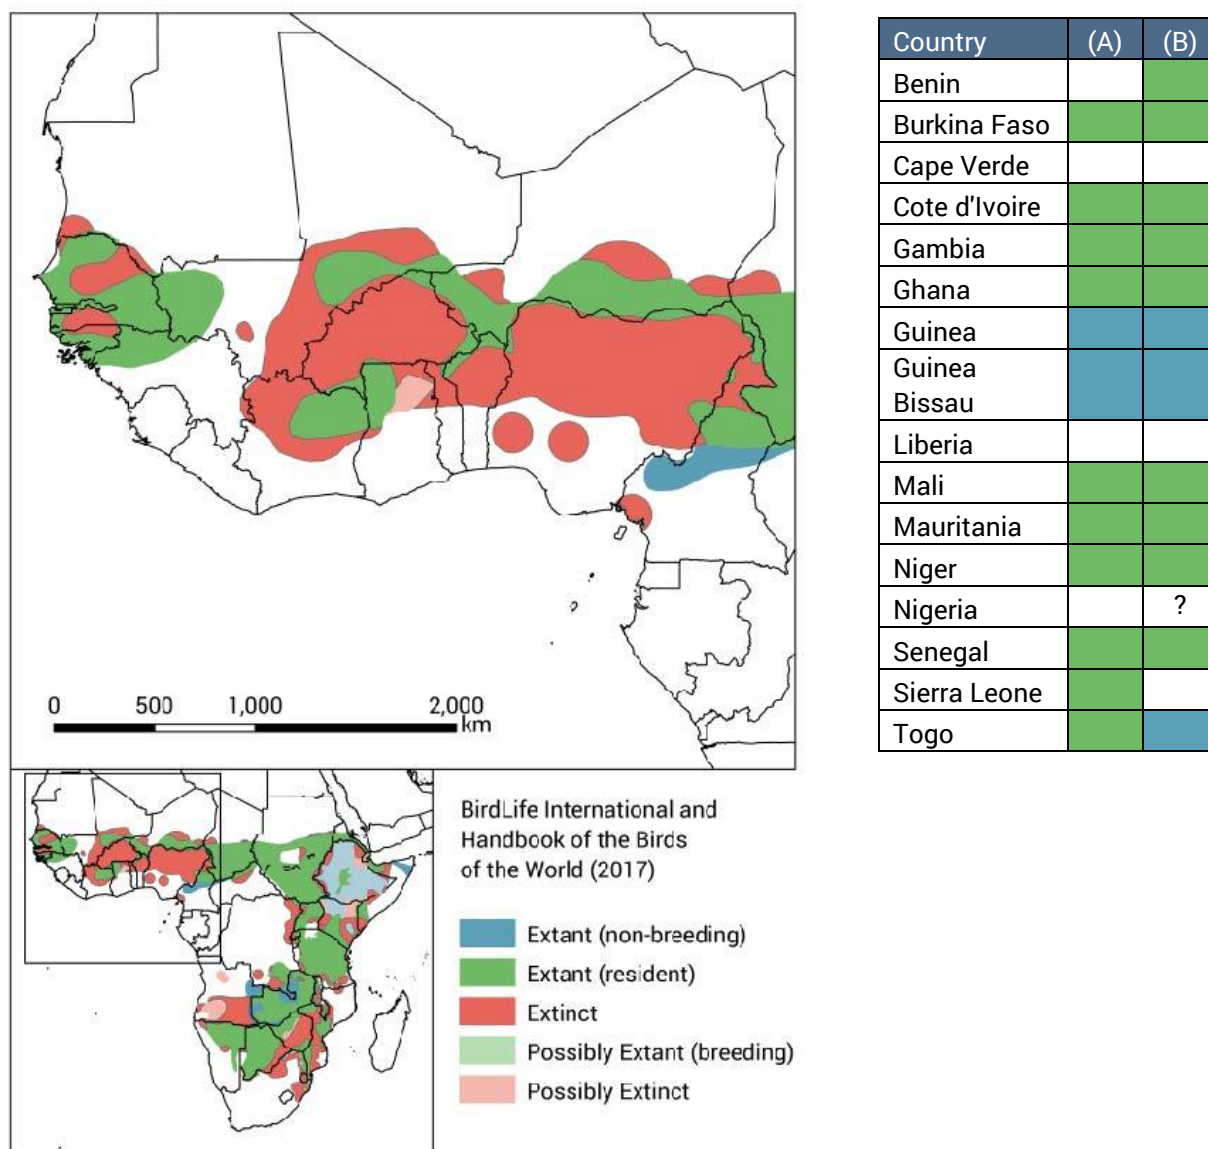 0 500 1,000 2,000
km
BirdLife International and
Handbook of the Birds
of the World (2017)
Extant (non-breeding)
Extant (resident)
Extinct
Possibly Extant (breeding)
Possibly Extinct
Country (A) (B)
Benin
Burkina Faso
Cape Verde
Cote d'Ivoire
Gambia
Ghana
Guinea
Guinea
Bissau
Liberia
Mali
Mauritania
Niger
Nigeria ?
Senegal
Sierra Leone
Togo